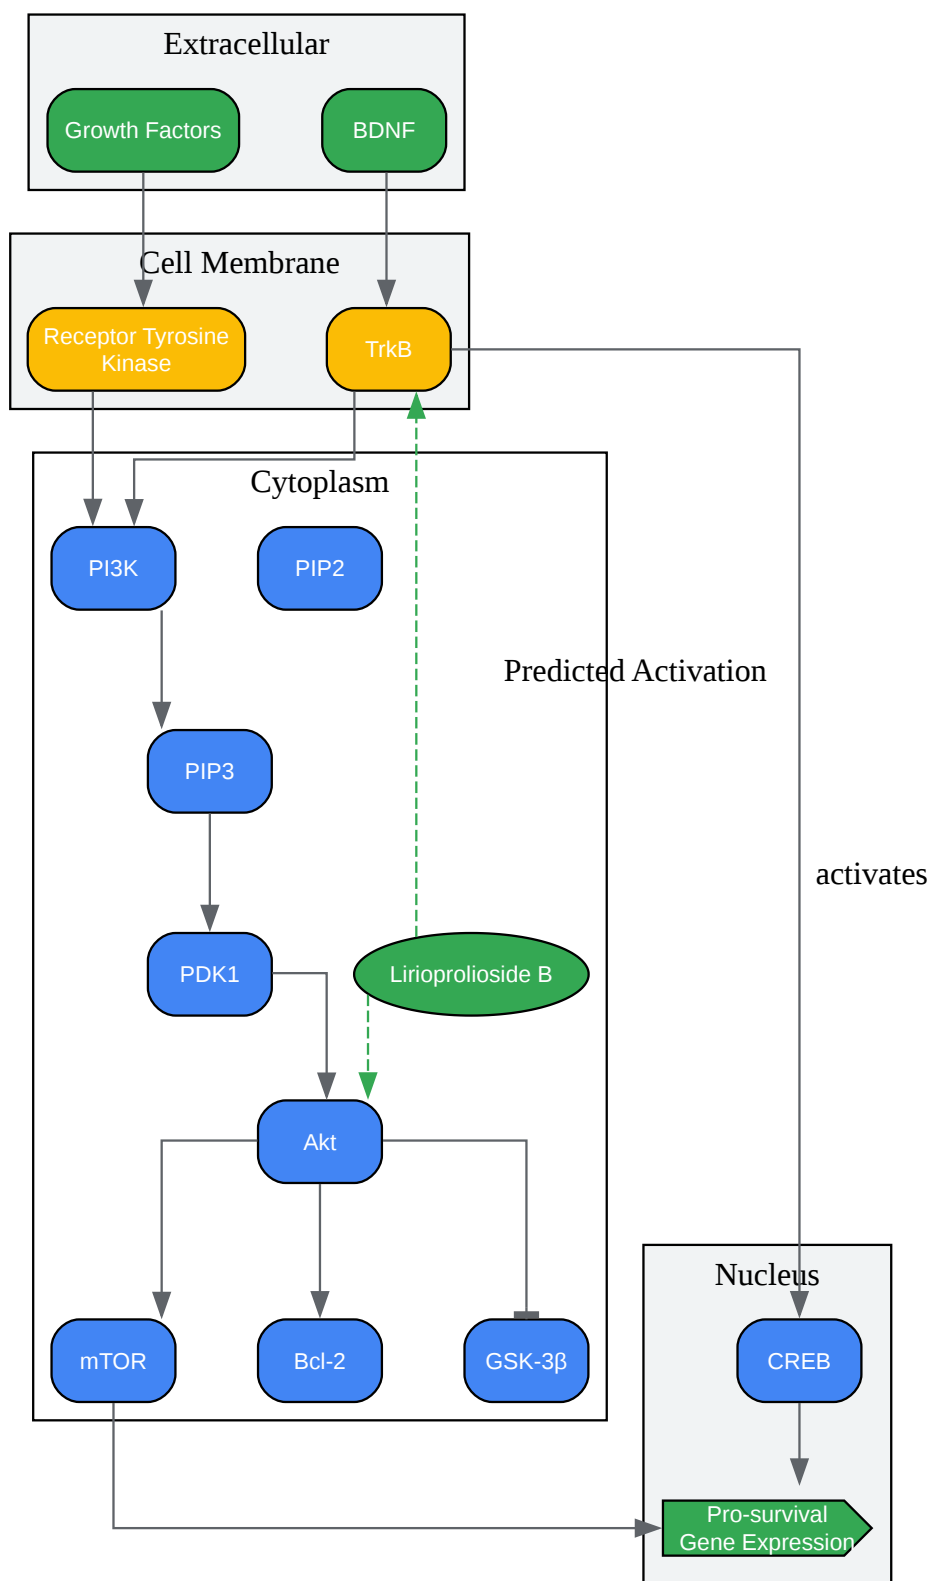 Extracellular
Growth Factors
BDNF
Cell Membrane
Receptor Tyrosine
Kinase
TrkB
Cytoplasm
PI3K
PIP2
Predicted Activation
PIP3
activates
PDK1
Lirioprolioside B
Akt
Nucleus
mTOR
Bcl-2
GSK-3β
CREB
Pro-survival
Gene Expression